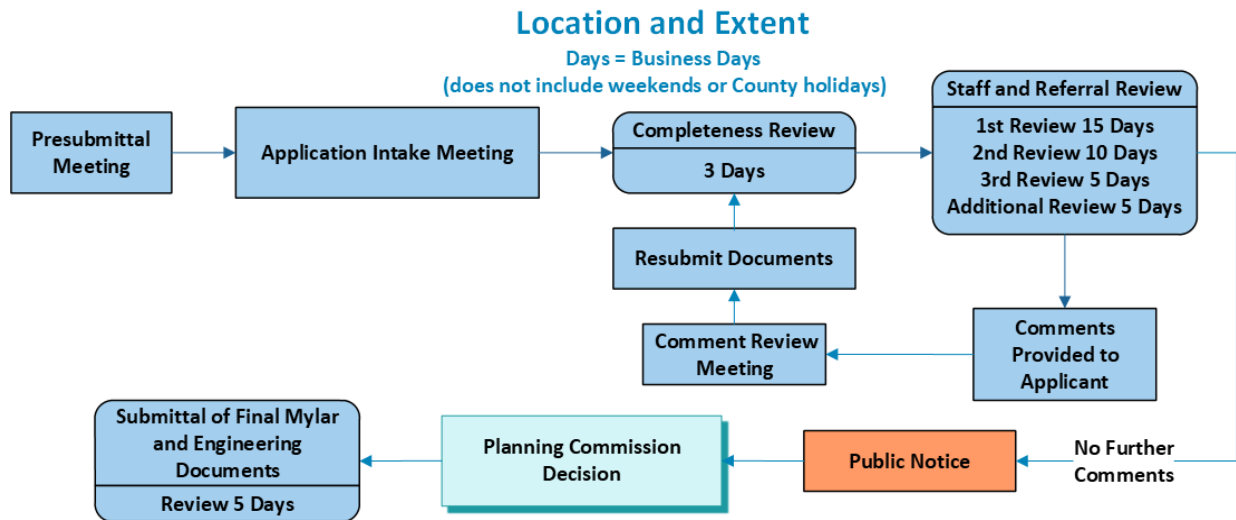 Location and Extent
Days = Business Days
(does not include weekends or County holidays)
Presubmittal
Meeting
Application Intake Meeting
Completeness Review
3 Days
Staff and Referral Review
1st Review 15 Days
2nd Review 10 Days
3rd Review 5 Days
Additional Review 5 Days
Resubmit Documents
Comment Review
Meeting
Comments
Provided to
Applicant
Submittal of Final Mylar
and Engineering
Documents
Review 5 Days
Planning Commission
Decision
Public Notice
No Further
Comments